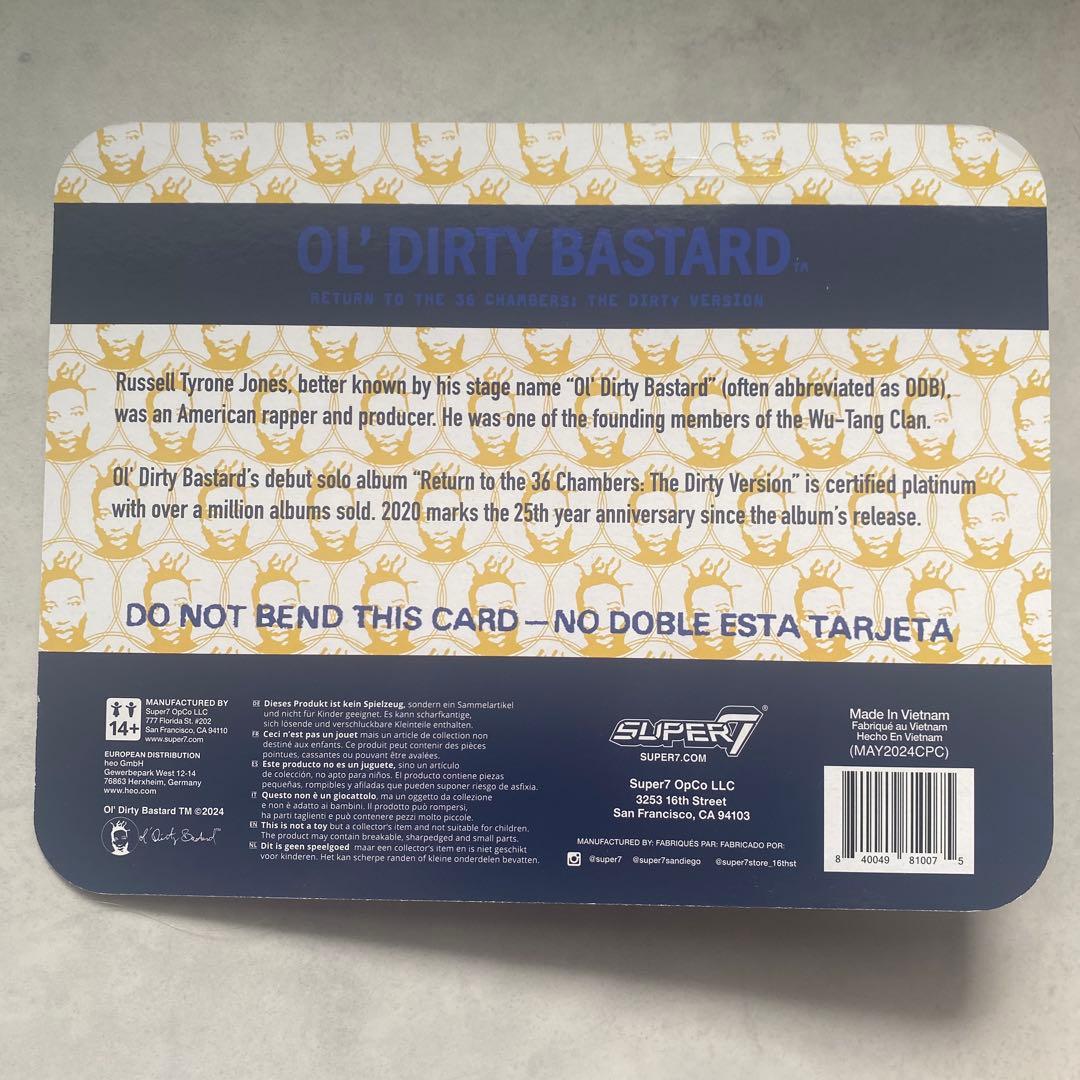 OL' DIRTY BASTARD™
RETURN TO THE 36 CHAMBERS: THE DIRTY VERSION
Russell Tyrone Jones, better known by his stage name “Ol' Dirty Bastard” (often abbreviated as ODB),
was an American rapper and producer. He was one of the founding members of the Wu-Tang Clan.
Ol' Dirty Bastard's debut solo album “Return to the 36 Chambers: The Dirty Version” is certified platinum
with over a million albums sold. 2020 marks the 25th year anniversary since the album's release.
DO NOT BEND THIS CARD — NO DOBLE ESTA TARJETA
14+
MANUFACTURED BY
Super7 OpCo LLC
777 Florida St. #202
San Francisco, CA 94110
www.super7.com
EUROPEAN DISTRIBUTION
heo GmbH
Gewerbepark West 12-14
76863 Herxheim, Germany
www.heo.com
Ol' Dirty Bastard TM ©2024
Ol' Dirty Bastard™
DE Dieses Produkt ist kein Spielzeug, sondern ein Sammelartikel
und nicht für Kinder geeignet. Es kann scharfkantige,
sich lösende und verschluckbare Kleinteile enthalten.
FR Ceci n'est pas un jouet mais un article de collection non
destiné aux enfants. Ce produit peut contenir des pièces
pointues, cassantes ou pouvant être avalées.
ES Este producto no es un juguete, sino un artículo
de colección, no apto para niños. El producto contiene piezas
pequeñas, rompibles y afiladas que pueden suponer riesgo de asfixia.
IT Questo non è un giocattolo, ma un oggetto da collezione
e non è adatto ai bambini. Il prodotto può rompersi,
ha parti taglienti e può contenere pezzi molto piccole.
EN This is not a toy but a collector's item and not suitable for children.
The product may contain breakable, sharpedged and small parts.
NL Dit is geen speelgoed maar een collector's item en is niet geschikt
voor kinderen. Het kan scherpe randen of kleine onderdelen bevatten.
SUPER7®
SUPER7.COM
Super7 OpCo LLC
3253 16th Street
San Francisco, CA 94103
MANUFACTURED BY: FABRIQUÉS PAR: FABRICADO POR:
@super7 @super7sandiego @super7store_16thst
Made In Vietnam
Fabriqué au Vietnam
Hecho En Vietnam
(MAY2024CPC)
8 40049 81007 5